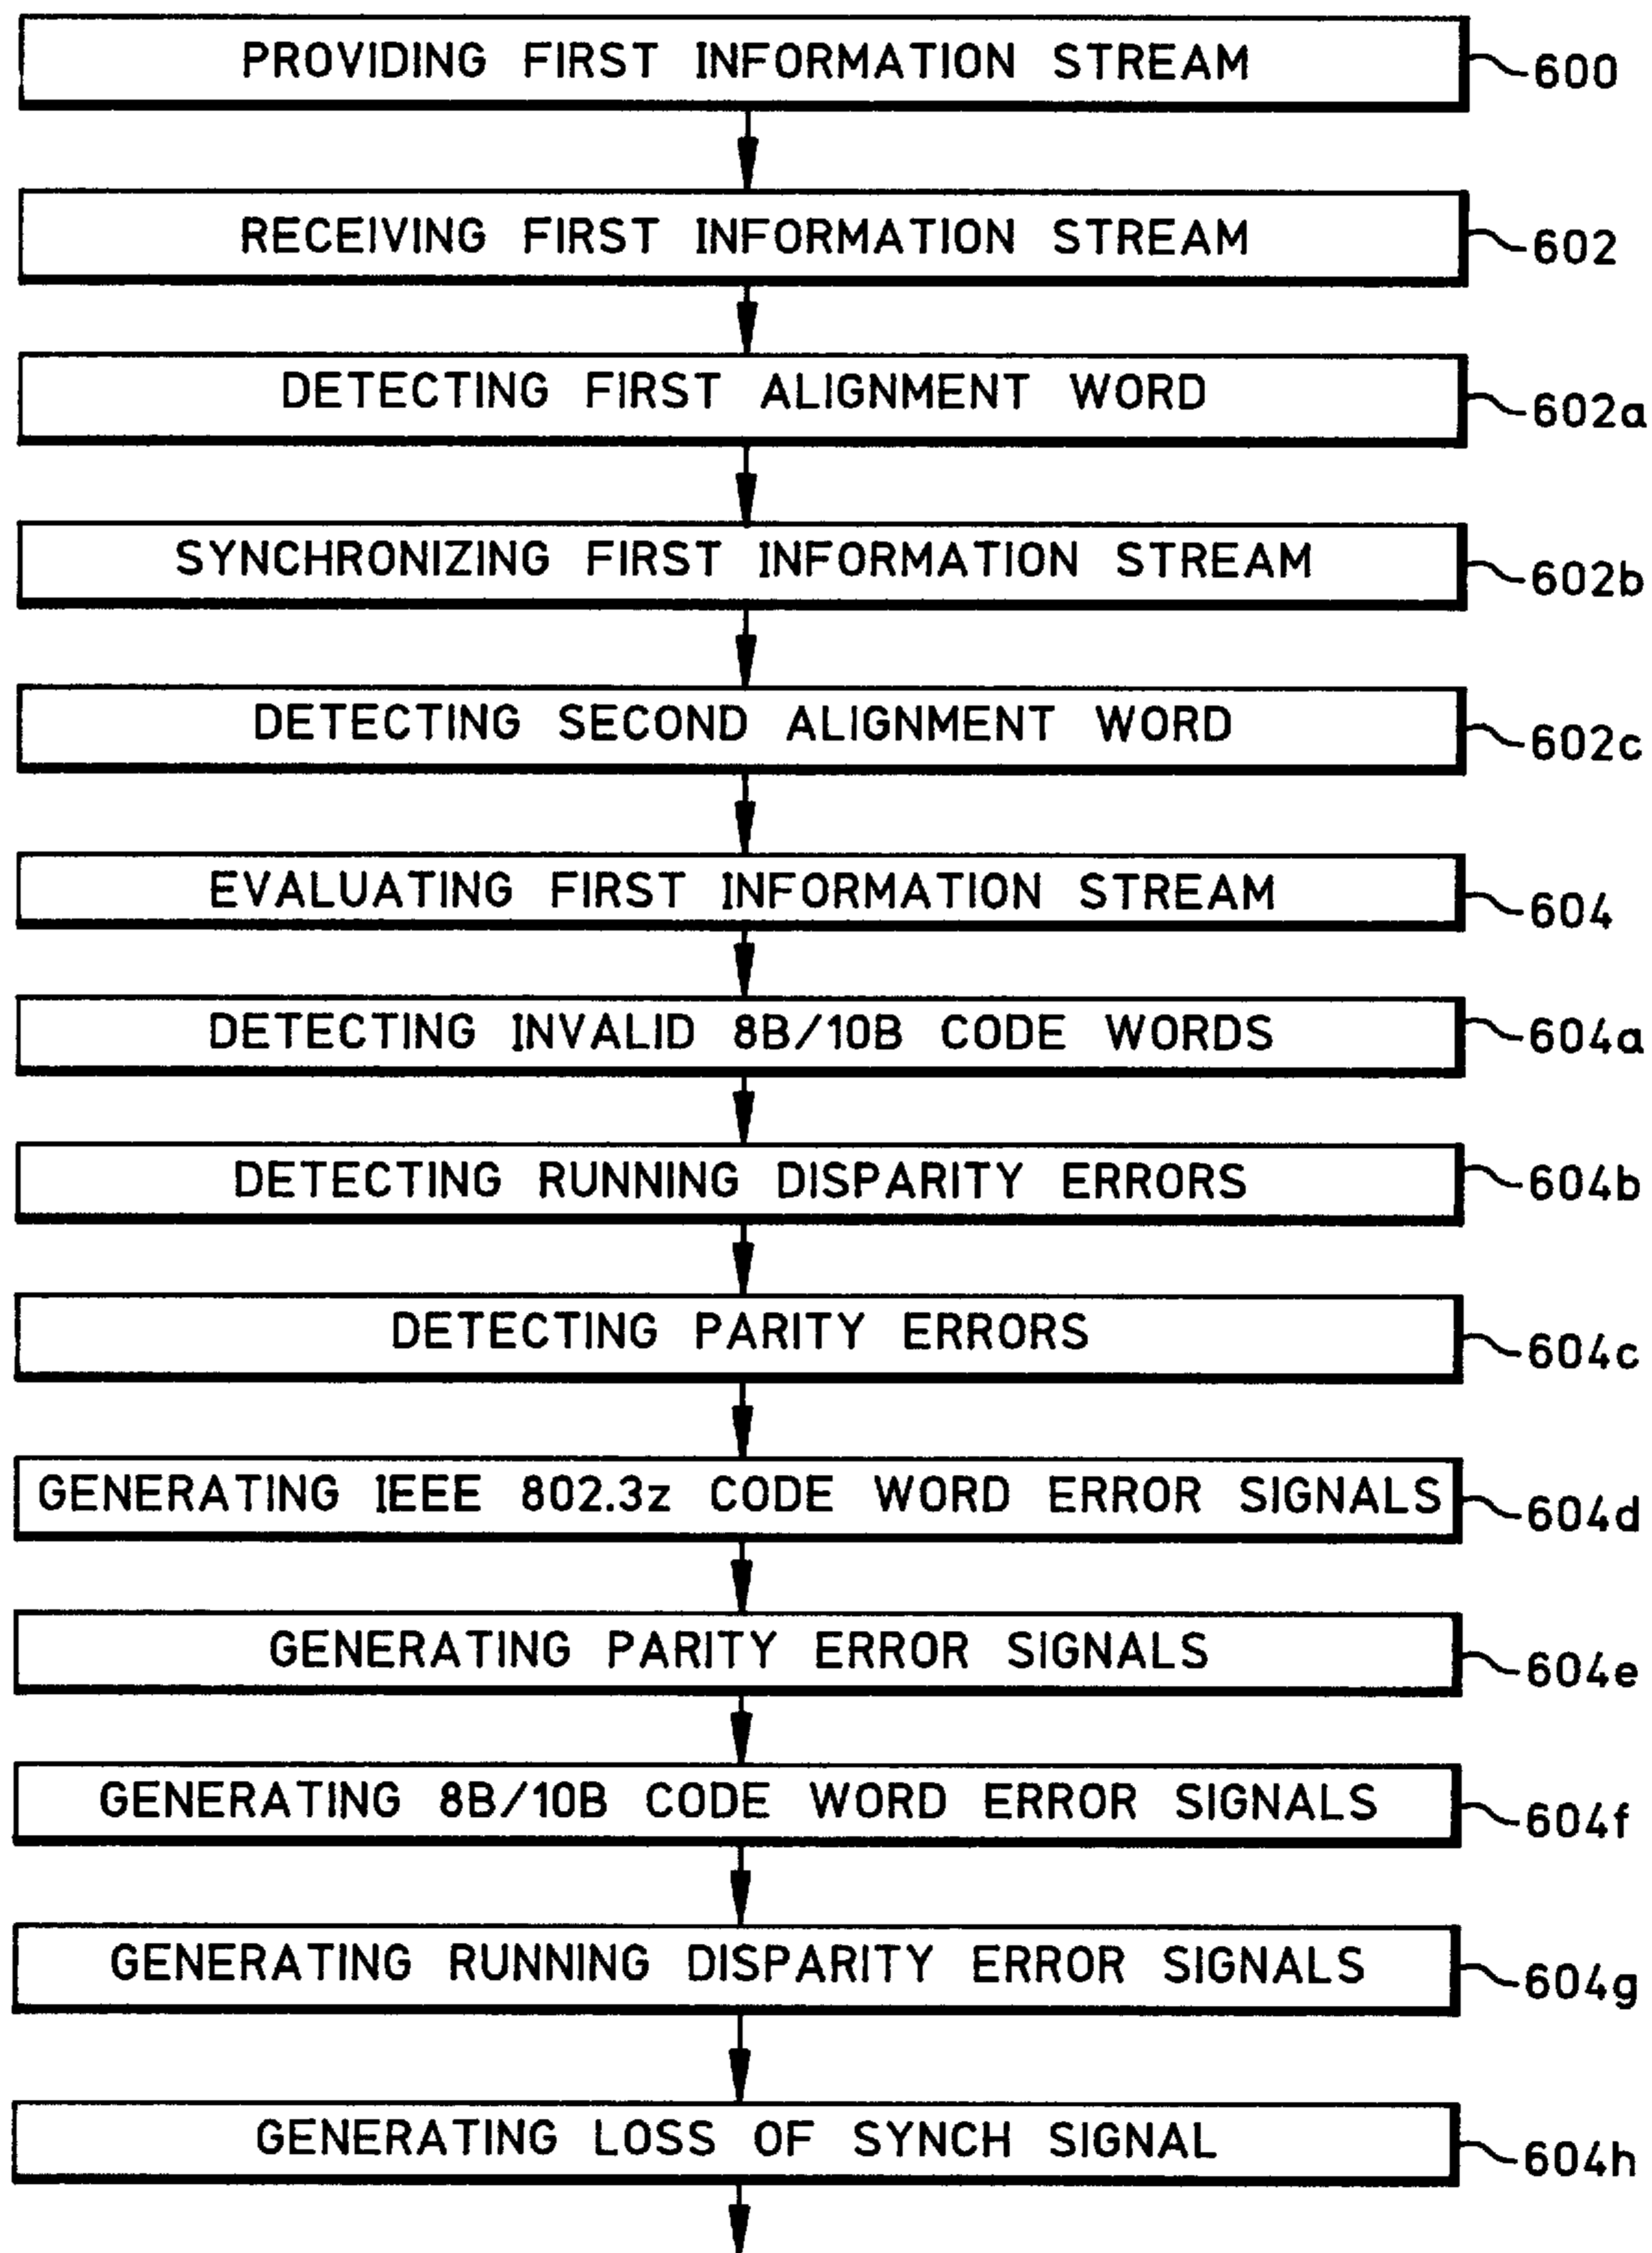 PROVIDING FIRST INFORMATION STREAM 600
RECEIVING FIRST INFORMATION STREAM 602
DETECTING FIRST ALIGNMENT WORD 602a
SYNCHRONIZING FIRST INFORMATION STREAM 602b
DETECTING SECOND ALIGNMENT WORD 602c
EVALUATING FIRST INFORMATION STREAM 604
DETECTING INVALID 8B/10B CODE WORDS 604a
DETECTING RUNNING DISPARITY ERRORS 604b
DETECTING PARITY ERRORS 604c
GENERATING IEEE 802.3z CODE WORD ERROR SIGNALS 604d
GENERATING PARITY ERROR SIGNALS 604e
GENERATING 8B/10B CODE WORD ERROR SIGNALS 604f
GENERATING RUNNING DISPARITY ERROR SIGNALS 604g
GENERATING LOSS OF SYNCH SIGNAL 604h